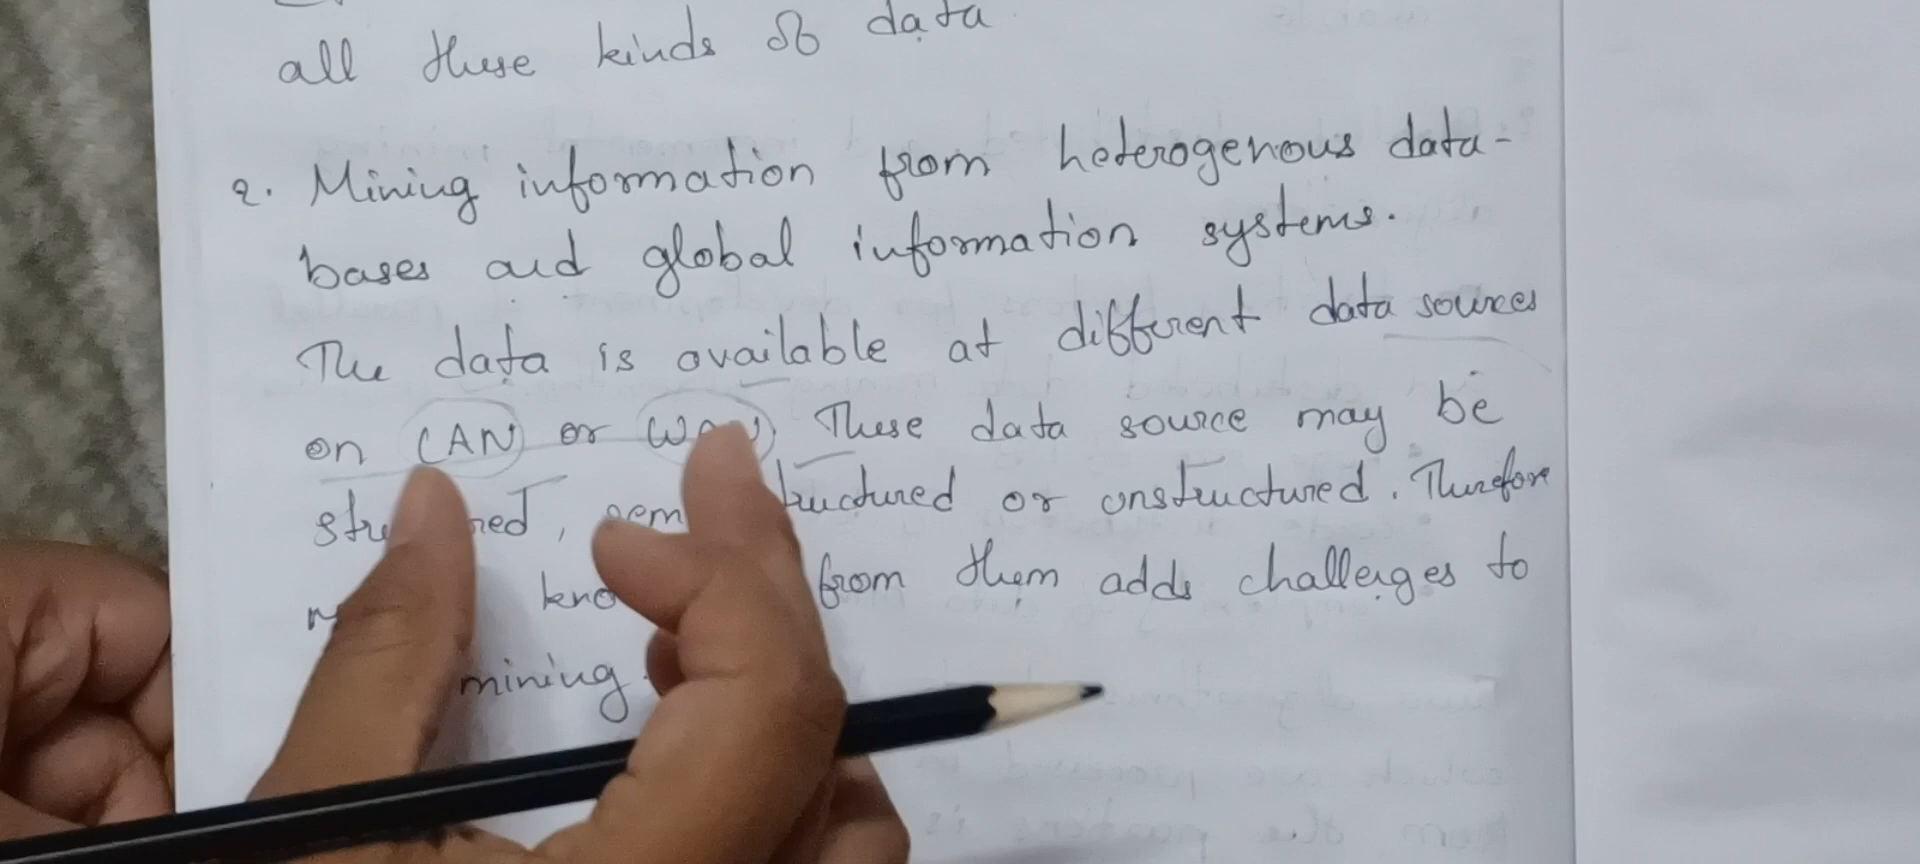 all these kinds of data
2. Mining information from heterogenous data-
bases and global information systems.
The data is available at different data sources
on LAN or These data source may be
or unstructured. Therefore
from them adds challenges to
mining.